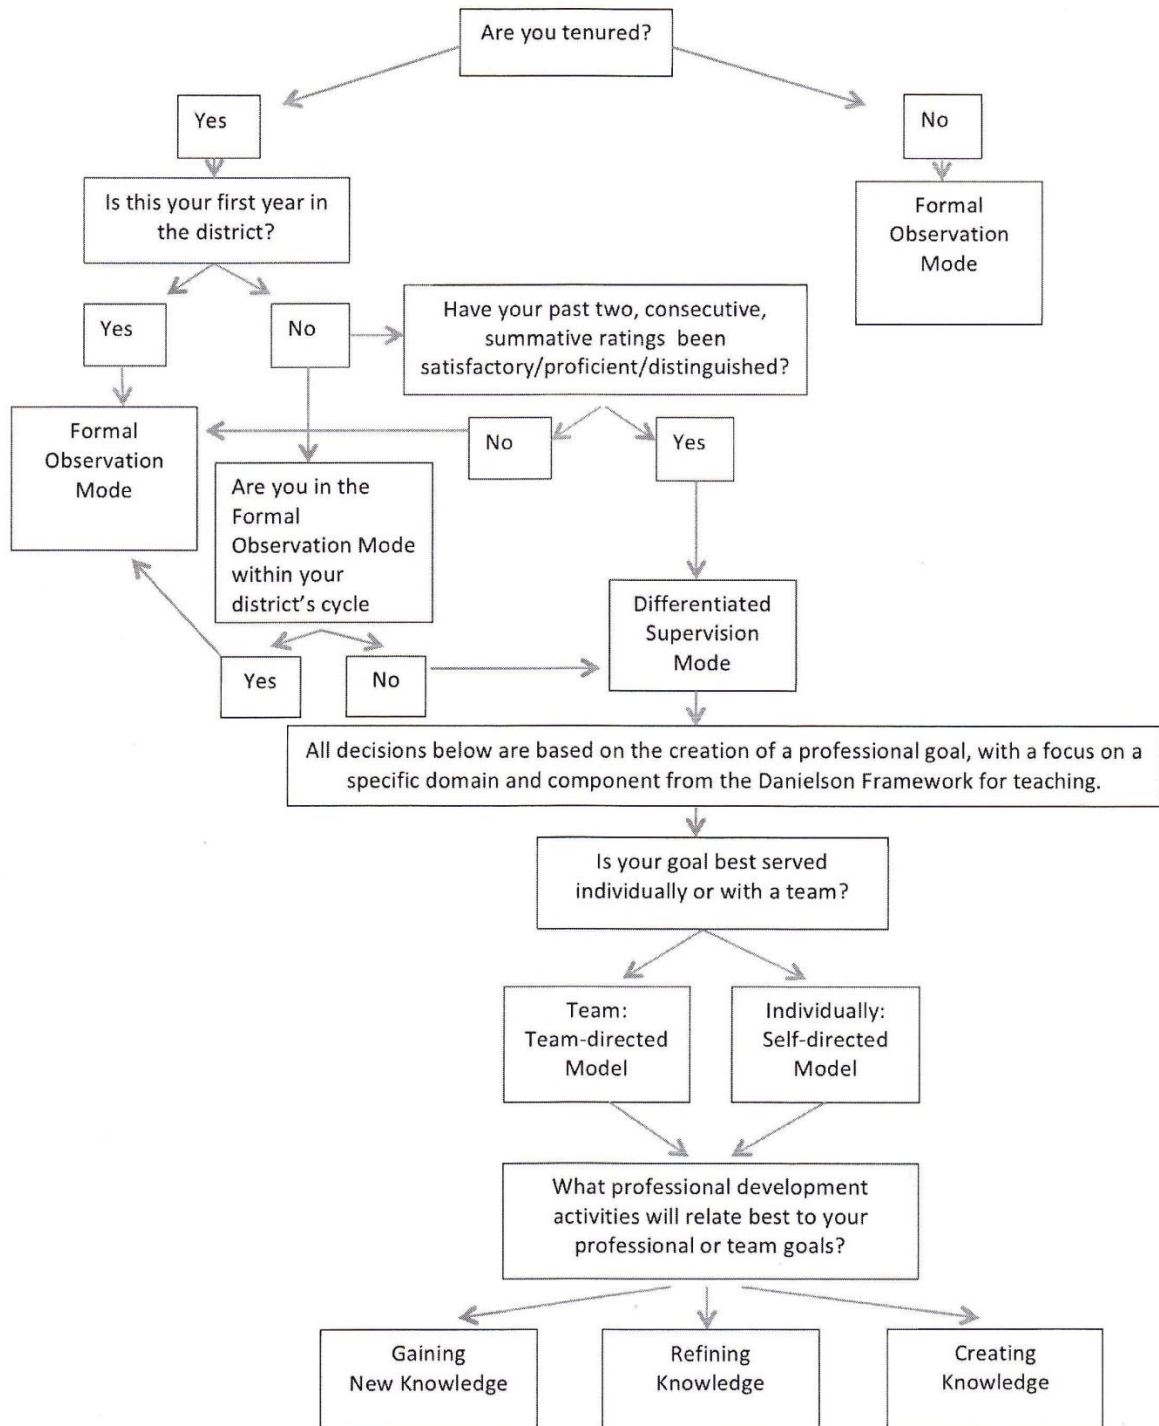 Are you tenured?
Yes
No
Is this your first year in
the district?
Formal
Observation
Mode
Yes
No
Have your past two, consecutive,
summative ratings been
satisfactory/proficient/distinguished?
Formal
Observation
Mode
No
Yes
Are you in the
Formal
Observation Mode
within your
district's cycle
Differentiated
Supervision
Mode
Yes
No
All decisions below are based on the creation of a professional goal, with a focus on a
specific domain and component from the Danielson Framework for teaching.
Is your goal best served
individually or with a team?
Team:
Team-directed
Model
Individually:
Self-directed
Model
What professional development
activities will relate best to your
professional or team goals?
Gaining
New Knowledge
Refining
Knowledge
Creating
Knowledge